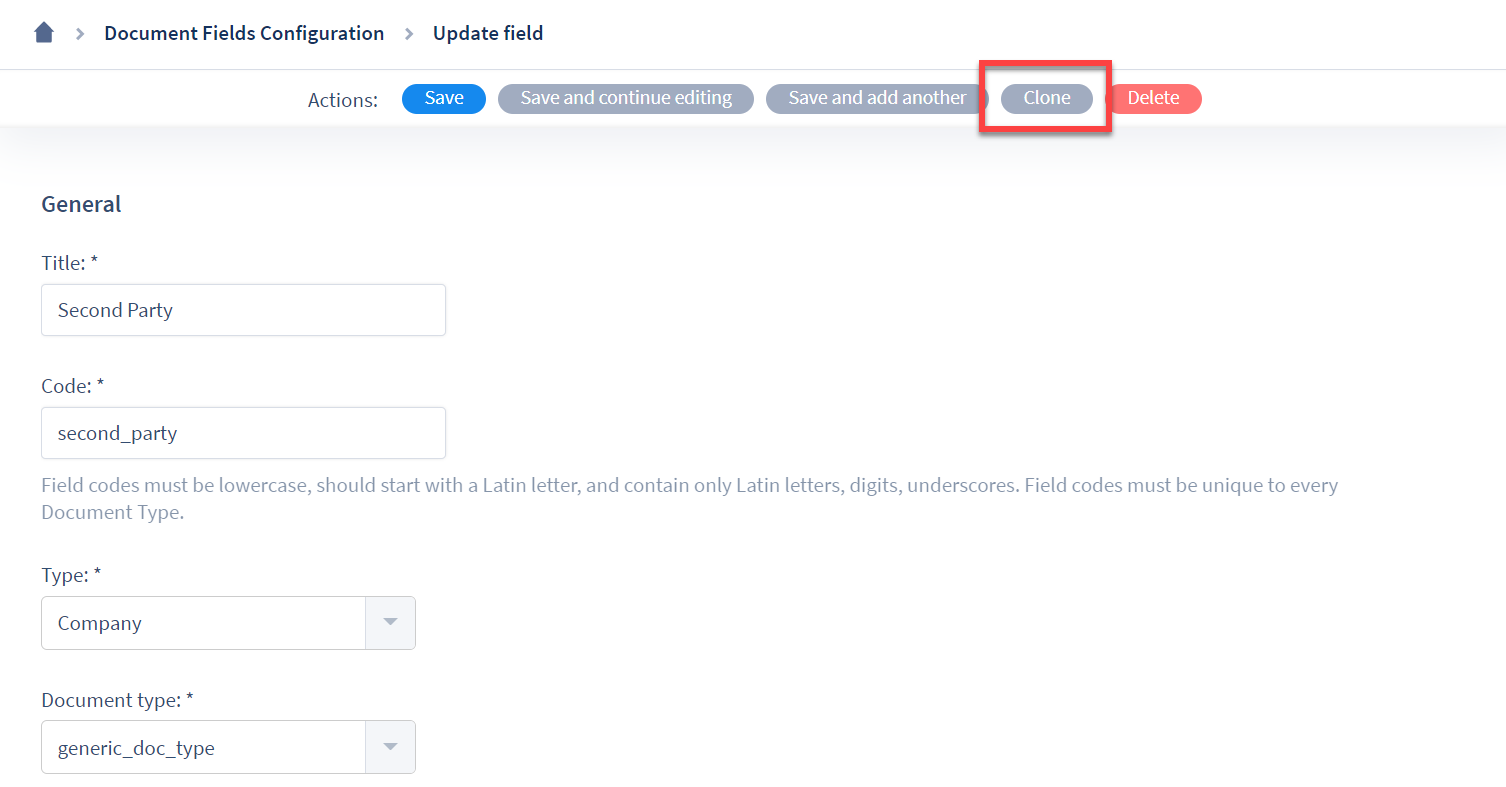 Document Fields Configuration Update field
Actions: Save Save and continue editing Save and add another Clone Delete
General
Title: *
Second Party
Code: *
second_party
Field codes must be lowercase, should start with a Latin letter, and contain only Latin letters, digits, underscores. Field codes must be unique to every
Document Type.
Type: *
Company
Document type: *
generic_doc_type